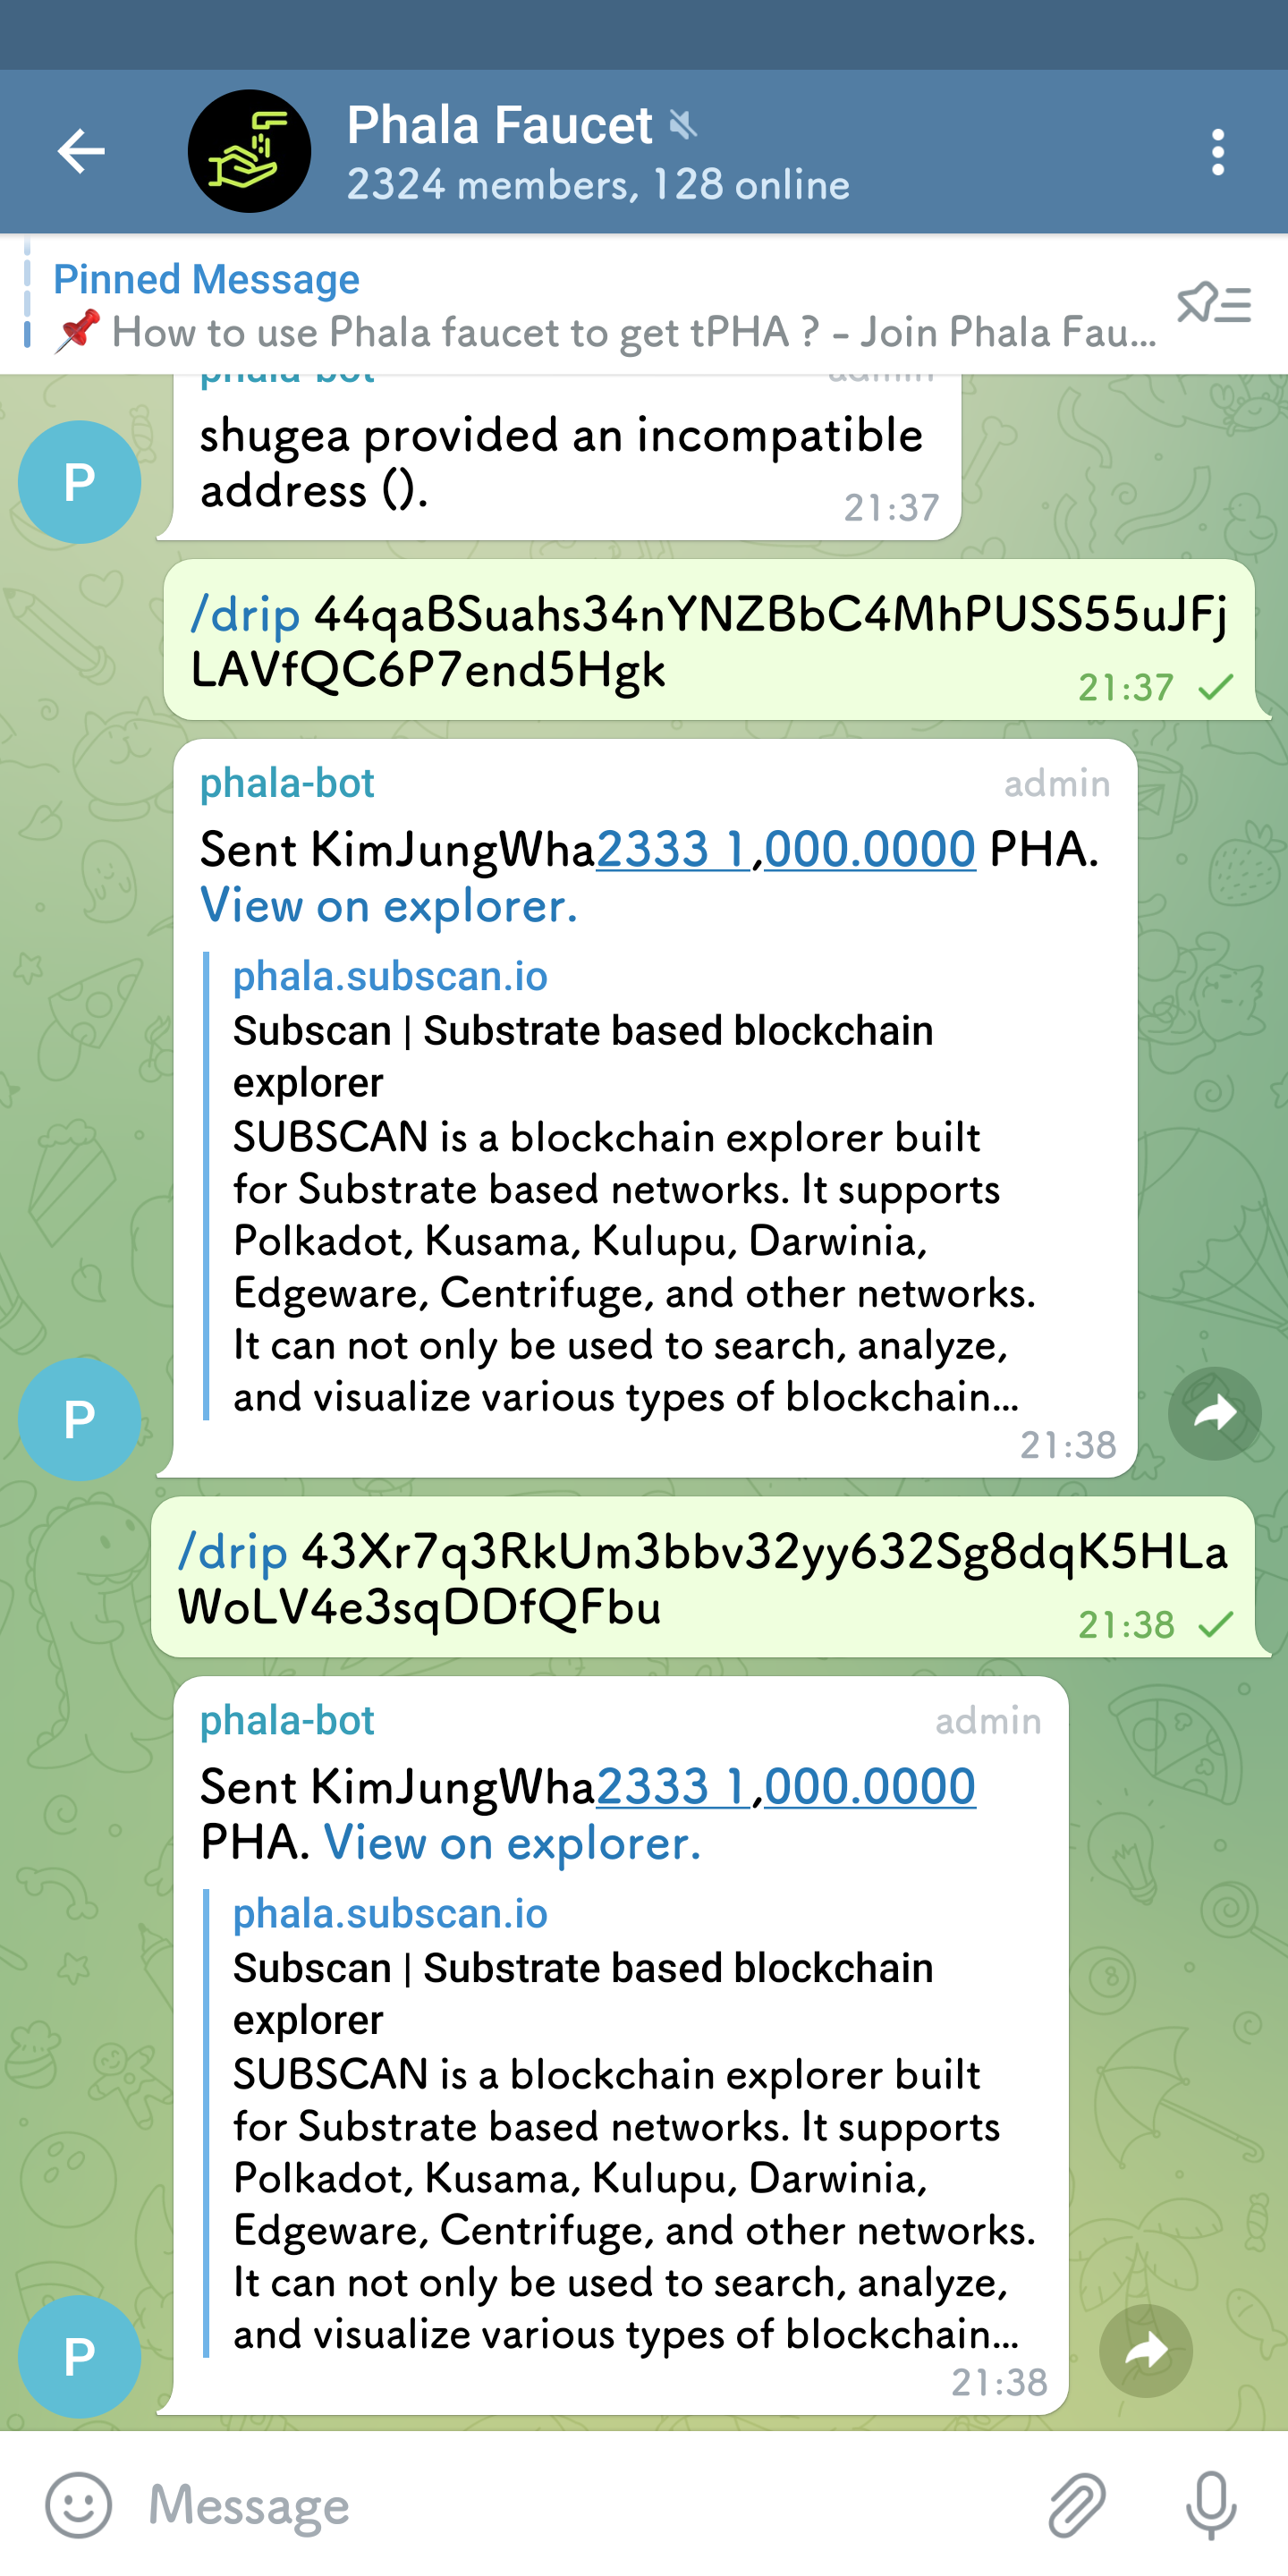 Phala Faucet
2324 members, 128 online
Pinned Message
📌 How to use Phala faucet to get tPHA ? - Join Phala Fau...
phala-bot admin
shugea provided an incompatible
address ().
21:37
/drip 44qaBSuahs34nYNZBbC4MhPUSS55uJFj
LAVfQC6P7end5Hgk
21:37
phala-bot admin
Sent KimJungWha2333 1,000.0000 PHA.
View on explorer.
phala.subscan.io
Subscan | Substrate based blockchain
explorer
SUBSCAN is a blockchain explorer built
for Substrate based networks. It supports
Polkadot, Kusama, Kulupu, Darwinia,
Edgeware, Centrifuge, and other networks.
It can not only be used to search, analyze,
and visualize various types of blockchain...
P
21:38
/drip 43Xr7q3RkUm3bbv32yy632Sg8dqK5HLa
WoLV4e3sqDDfQFbu
21:38
phala-bot admin
Sent KimJungWha2333 1,000.0000
PHA. View on explorer.
phala.subscan.io
Subscan | Substrate based blockchain
explorer
SUBSCAN is a blockchain explorer built
for Substrate based networks. It supports
Polkadot, Kusama, Kulupu, Darwinia,
Edgeware, Centrifuge, and other networks.
It can not only be used to search, analyze,
and visualize various types of blockchain...
P
21:38
Message